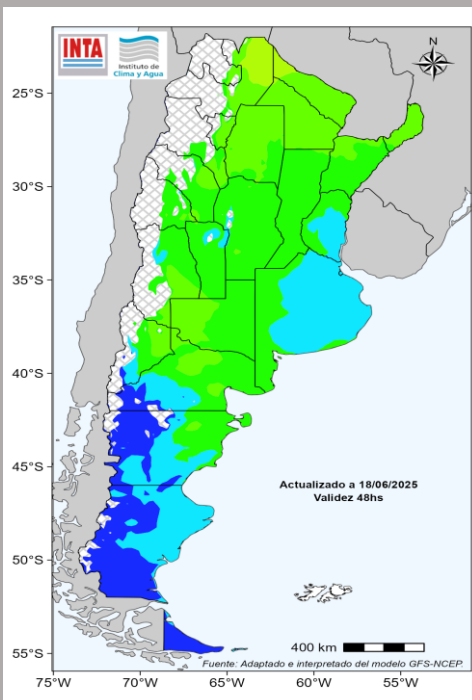 INTA
Instituto de
Clima y Agua
N
25°S
30°S
35°S
40°S
45°S
50°S
55°S
Actualizado a 18/06/2025
Validez 48hs
400 km
Fuente: Adaptado e interpretado del modelo GFS-NCEP.
75°W
70°W
65°W
60°W
55°W